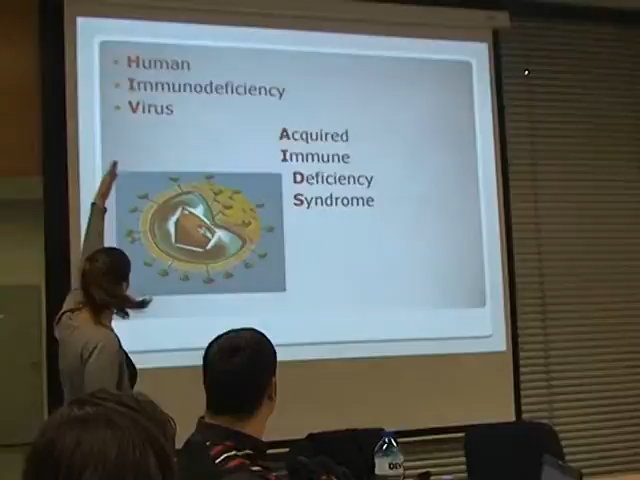 Human
Immunodeficiency
Virus
Acquired
Immune
Deficiency
Syndrome